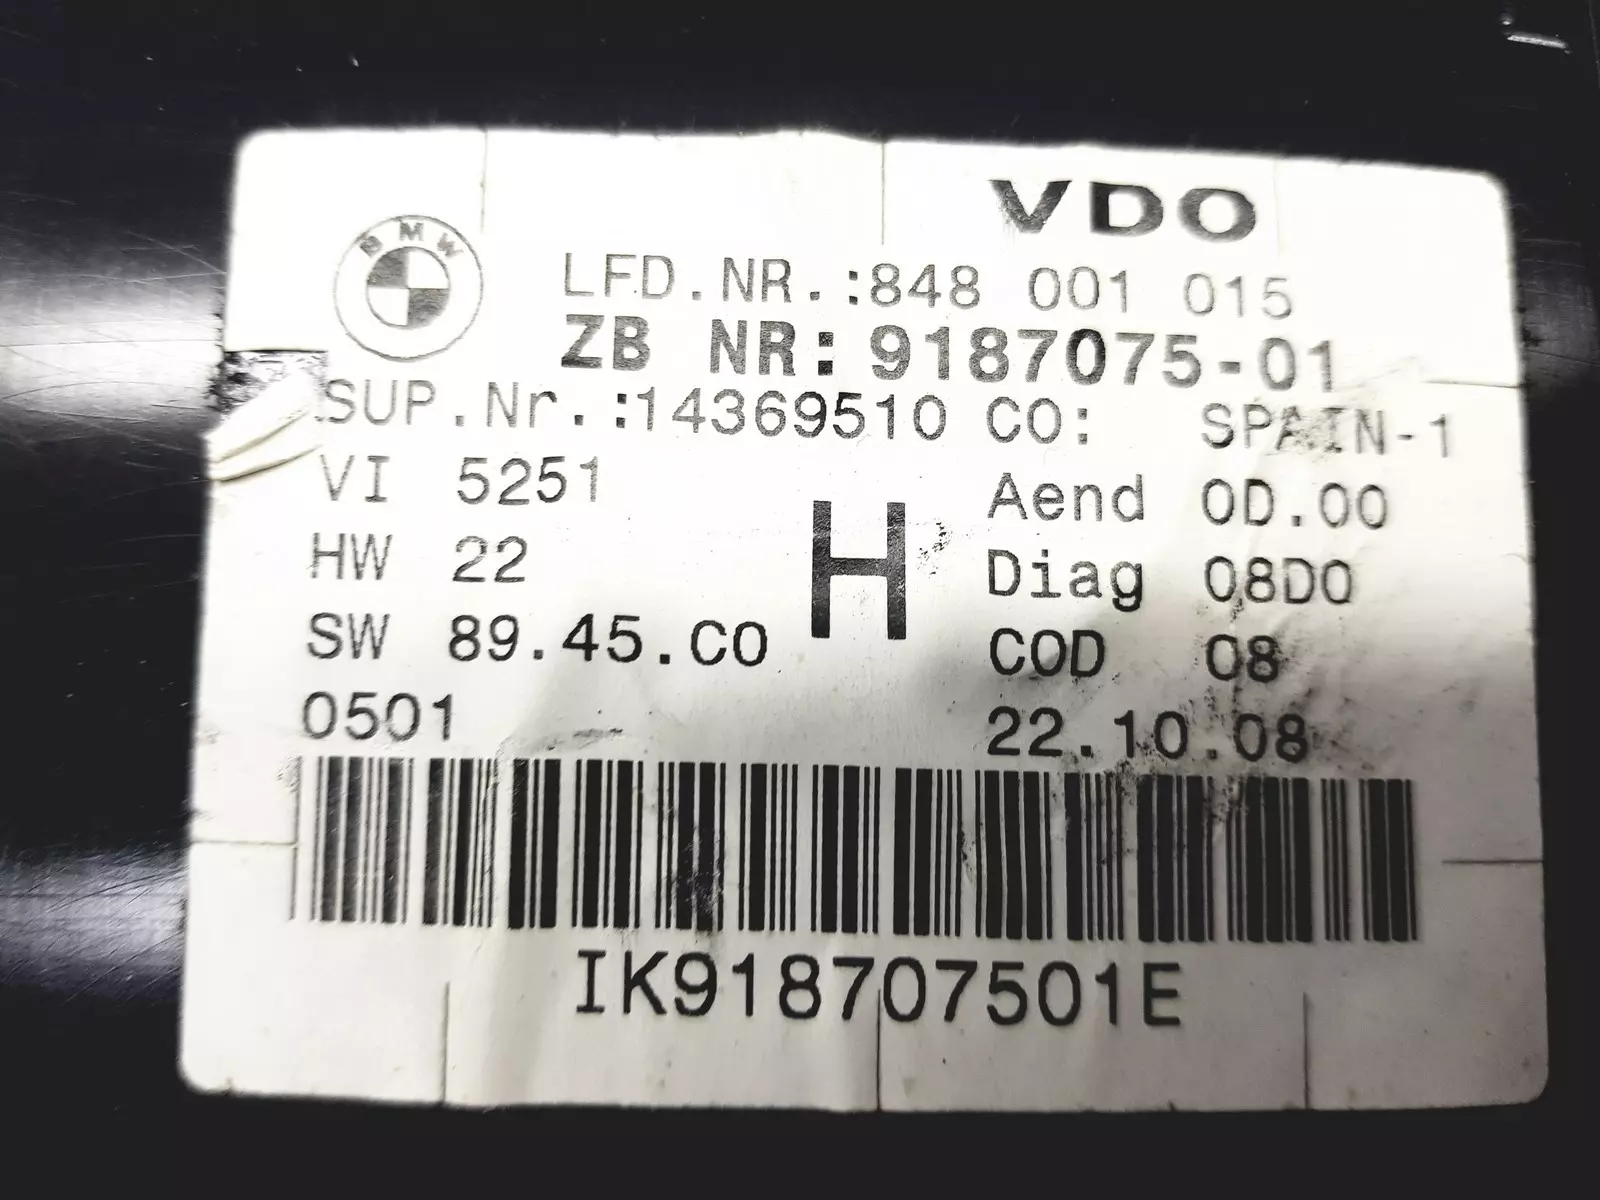 VDO
BMW
LFD.NR.:848 001 015
ZB NR:9187075-01
SUP.Nr.:14369510 CO: SPAIN-1
VI 5251 Aend 0D.00
HW 22 H Diag 08D0
SW 89.45.C0 COD 08
0501 22.10.08
IK918707501E